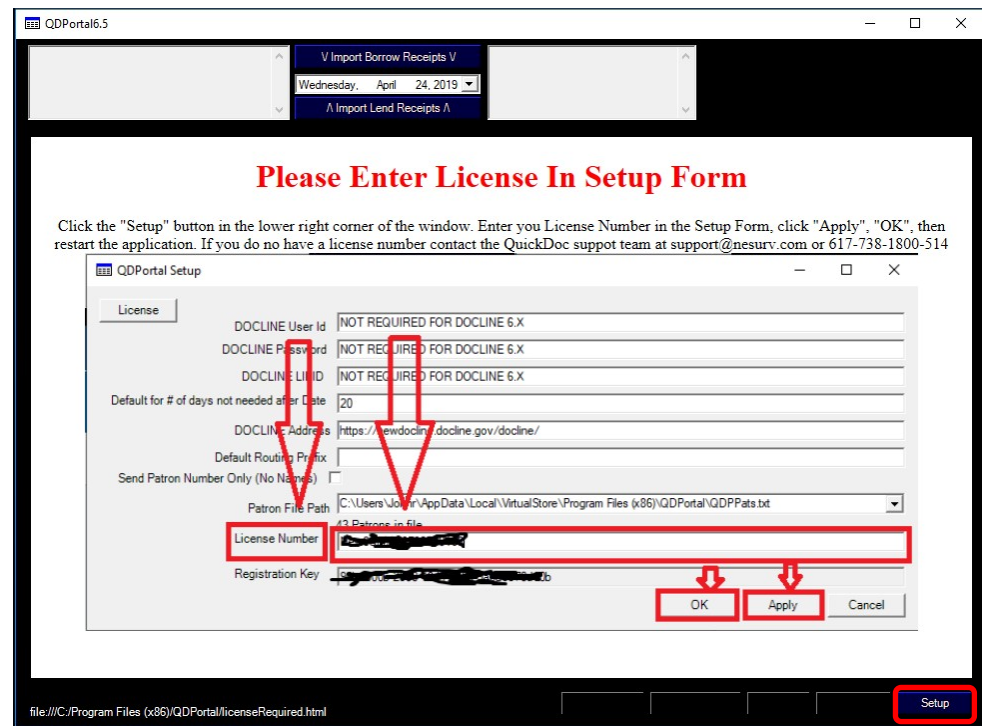 QDPortal6.5
V Import Borrow Receipts V
Wednesday, April 24, 2019
Λ Import Lend Receipts Λ
Please Enter License In Setup Form
Click the "Setup" button in the lower right corner of the window. Enter you License Number in the Setup Form, click "Apply", "OK", then
restart the application. If you do no have a license number contact the QuickDoc suppot team at support@nesurv.com or 617-738-1800-514
QDPortal Setup
License
DOCLINE User Id NOT REQUIRED FOR DOCLINE 6.X
DOCLINE Password NOT REQUIRED FOR DOCLINE 6.X
DOCLINE LIBID NOT REQUIRED FOR DOCLINE 6.X
Default for # of days not needed after Date 20
DOCLINE Address https://newdocline.docline.gov/docline/
Default Routing Prefix
Send Patron Number Only (No Names)
Patron File Path C:\Users\JoAnr\AppData\Local\VirtualStore\Program Files (x86)\QDPortal\QDPPats.txt
43 Patrons in file
License Number
Registration Key
OK Apply Cancel
file:///C:/Program Files (x86)/QDPortal/licenseRequired.html
Setup